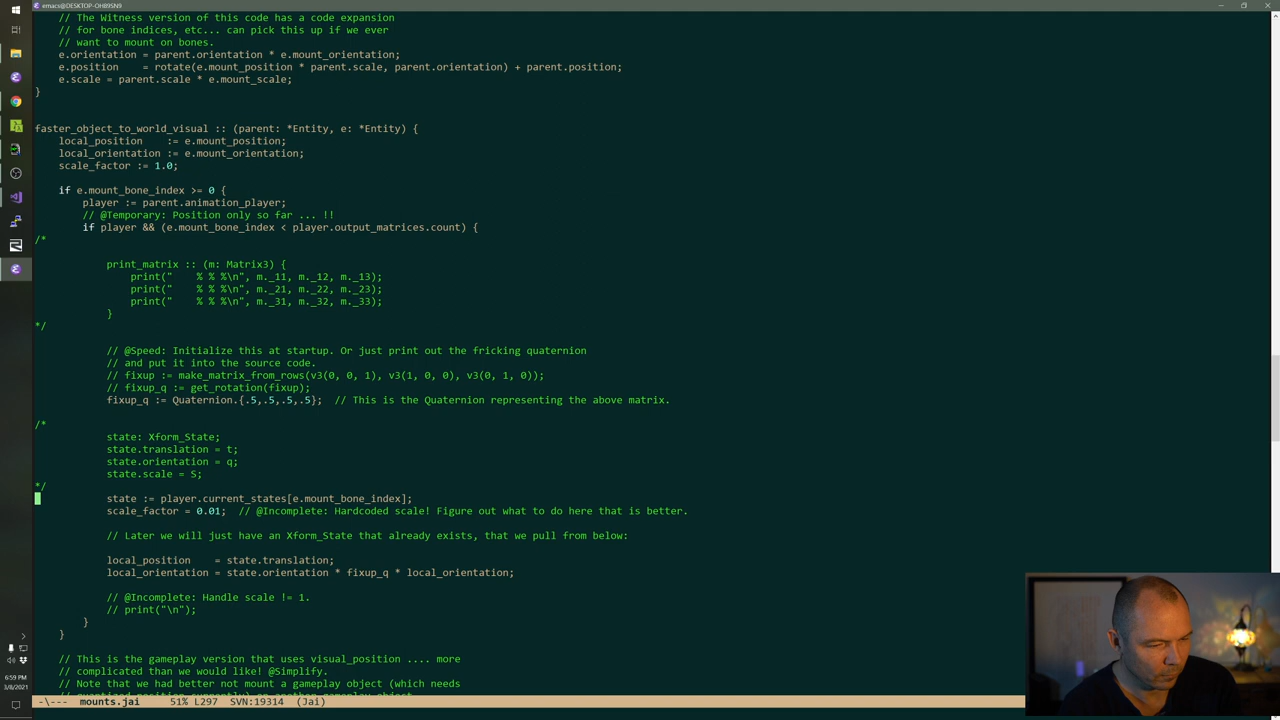 emacs@DESKTOP-OH89SN9
// The Witness version of this code has a code expansion
// for bone indices, etc... can pick this up if we ever
// want to mount on bones.
e.orientation = parent.orientation * e.mount_orientation;
e.position    = rotate(e.mount_position * parent.scale, parent.orientation) + parent.position;
e.scale = parent.scale * e.mount_scale;
}
faster_object_to_world_visual :: (parent: *Entity, e: *Entity) {
local_position    := e.mount_position;
local_orientation := e.mount_orientation;
scale_factor := 1.0;
if e.mount_bone_index >= 0 {
player := parent.animation_player;
// @Temporary: Position only so far ... !!
if player && (e.mount_bone_index < player.output_matrices.count) {
/*
print_matrix :: (m: Matrix3) {
print("    % % %\n", m._11, m._12, m._13);
print("    % % %\n", m._21, m._22, m._23);
print("    % % %\n", m._31, m._32, m._33);
}
*/
// @Speed: Initialize this at startup. Or just print out the fricking quaternion
// and put it into the source code.
// fixup := make_matrix_from_rows(v3(0, 0, 1), v3(1, 0, 0), v3(0, 1, 0));
// fixup_q := get_rotation(fixup);
fixup_q := Quaternion.{.5,.5,.5,.5};  // This is the Quaternion representing the above matrix.
/*
state: Xform_State;
state.translation = t;
state.orientation = q;
state.scale = S;
*/
state := player.current_states[e.mount_bone_index];
scale_factor = 0.01;  // @Incomplete: Hardcoded scale! Figure out what to do here that is better.
// Later we will just have an Xform_State that already exists, that we pull from below:
local_position    = state.translation;
local_orientation = state.orientation * fixup_q * local_orientation;
// @Incomplete: Handle scale != 1.
// print("\n");
}
}
// This is the gameplay version that uses visual_position .... more
// complicated than we would like! @Simplify.
// Note that we had better not mount a gameplay object (which needs
6:59 PM
3/8/2021
-\---  mounts.jai     51% L297  SVN:19314  (Jai)